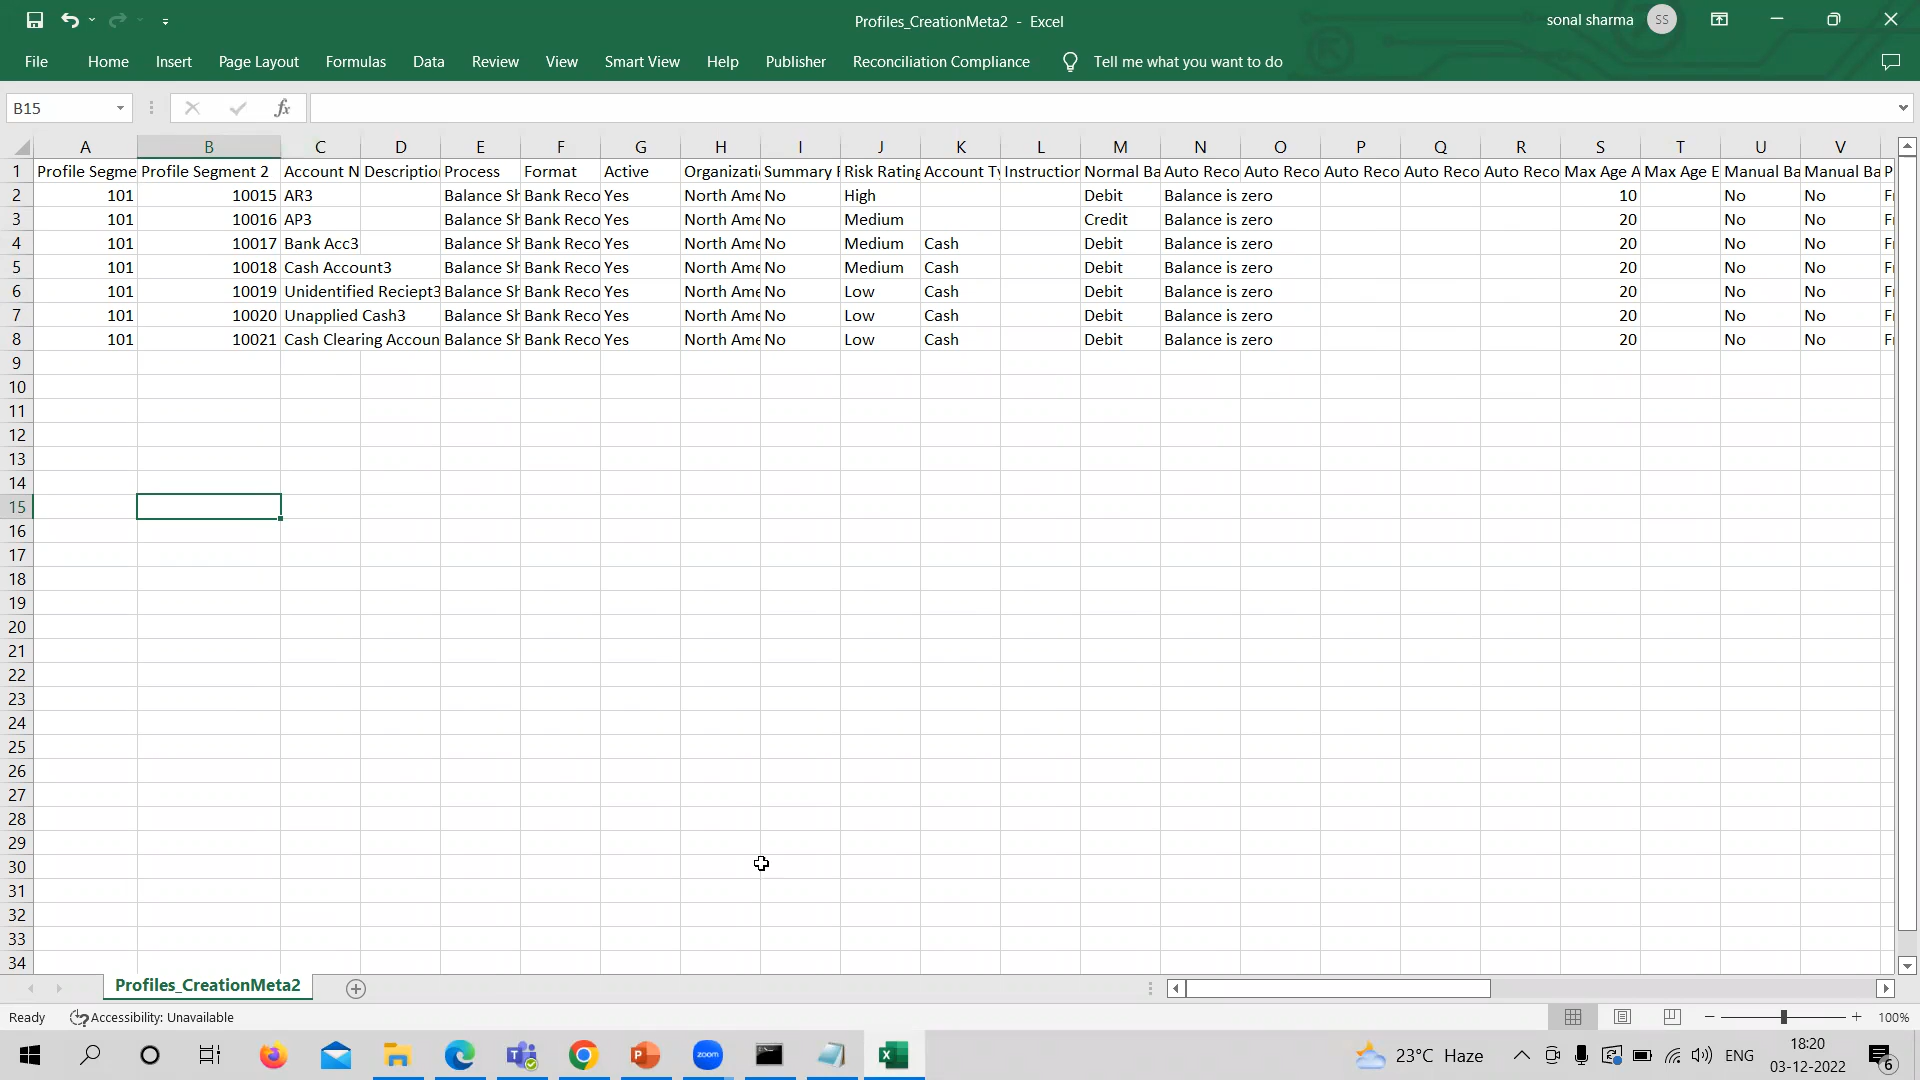 Profiles_CreationMeta2 - Excel
sonal sharma SS
File Home Insert Page Layout Formulas Data Review View Smart View Help Publisher Reconciliation Compliance Tell me what you want to do
B15 fx
A B C D E F G H I J K L M N O P Q R S T U V
1 Profile Segme Profile Segment 2 Account N Description Process Format Active Organizati Summary Risk Rating Account Ty Instruction Normal Ba Auto Reco Auto Reco Auto Reco Auto Reco Auto Reco Max Age A Max Age E Manual Ba Manual Ba P
2 101 10015 AR3 Balance Sh Bank Reco Yes North Ame No High Debit Balance is zero 10 No No
3 101 10016 AP3 Balance Sh Bank Reco Yes North Ame No Medium Credit Balance is zero 20 No No
4 101 10017 Bank Acc3 Balance Sh Bank Reco Yes North Ame No Medium Cash Debit Balance is zero 20 No No
5 101 10018 Cash Account3 Balance Sh Bank Reco Yes North Ame No Medium Cash Debit Balance is zero 20 No No
6 101 10019 Unidentified Reciept3 Balance Sh Bank Reco Yes North Ame No Low Cash Debit Balance is zero 20 No No
7 101 10020 Unapplied Cash3 Balance Sh Bank Reco Yes North Ame No Low Cash Debit Balance is zero 20 No No
8 101 10021 Cash Clearing Accoun Balance Sh Bank Reco Yes North Ame No Low Cash Debit Balance is zero 20 No No
9
10
11
12
13
14
15
16
17
18
19
20
21
22
23
24
25
26
27
28
29
30
31
32
33
34
Profiles_CreationMeta2
Ready Accessibility: Unavailable 100%
zoom 23°C Haze ENG 18:20
03-12-2022 6